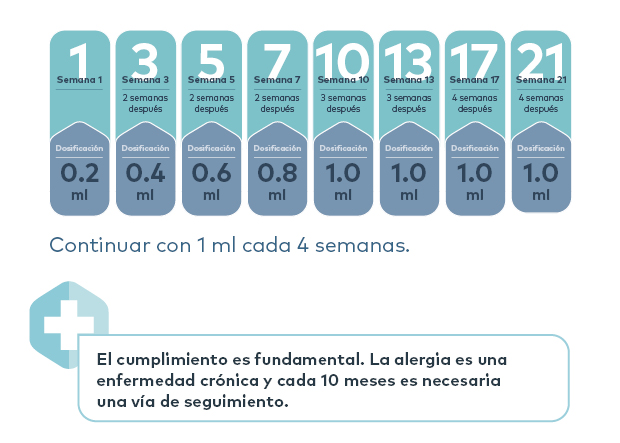 1 3 5 7 10 13 17 21
Semana 1 Semana 3 Semana 5 Semana 7 Semana 10 Semana 13 Semana 17 Semana 21
2 semanas 2 semanas 2 semanas 3 semanas 3 semanas 4 semanas 4 semanas
después después después después después después después
Dosificación Dosificación Dosificación Dosificación Dosificación Dosificación Dosificación Dosificación
0.2 0.4 0.6 0.8 1.0 1.0 1.0 1.0
ml ml ml ml ml ml ml ml
Continuar con 1 ml cada 4 semanas.
El cumplimiento es fundamental. La alergia es una
enfermedad crónica y cada 10 meses es necesaria
una vía de seguimiento.